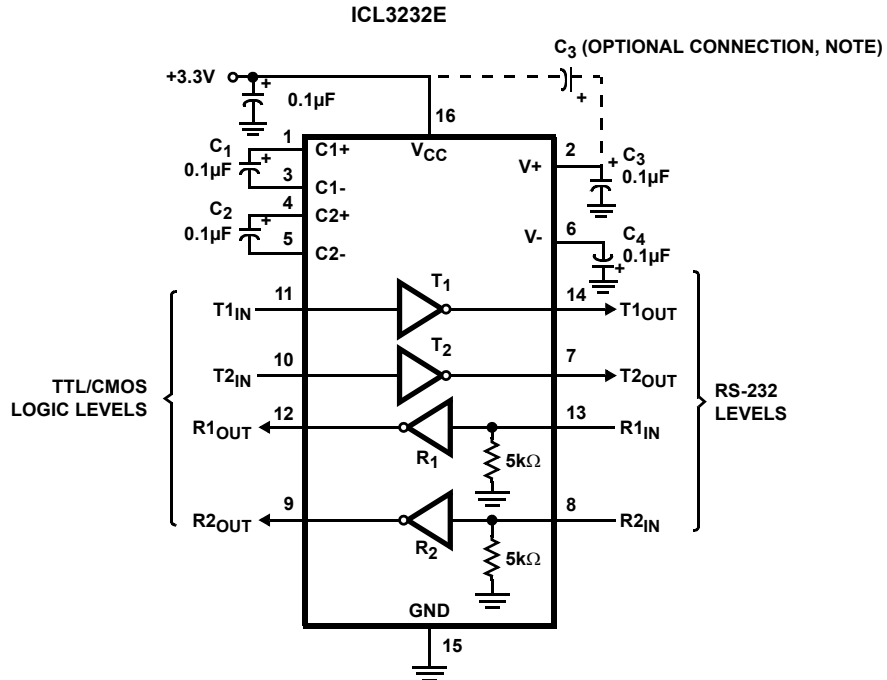 ICL3232E
C3 (OPTIONAL CONNECTION, NOTE)
+3.3V
+
0.1µF
+
16
1
C1+
VCC
2
V+
+
C3
0.1µF
C1
0.1µF
+
3
C1-
4
C2+
C2
0.1µF
+
5
C2-
6
V-
C4
0.1µF
+
T1
T1IN
11
14
T1OUT
T2
T2IN
10
7
T2OUT
TTL/CMOS
LOGIC LEVELS
RS-232
LEVELS
R1OUT
12
R1
13
R1IN
5kΩ
R2OUT
9
R2
8
R2IN
5kΩ
GND
15